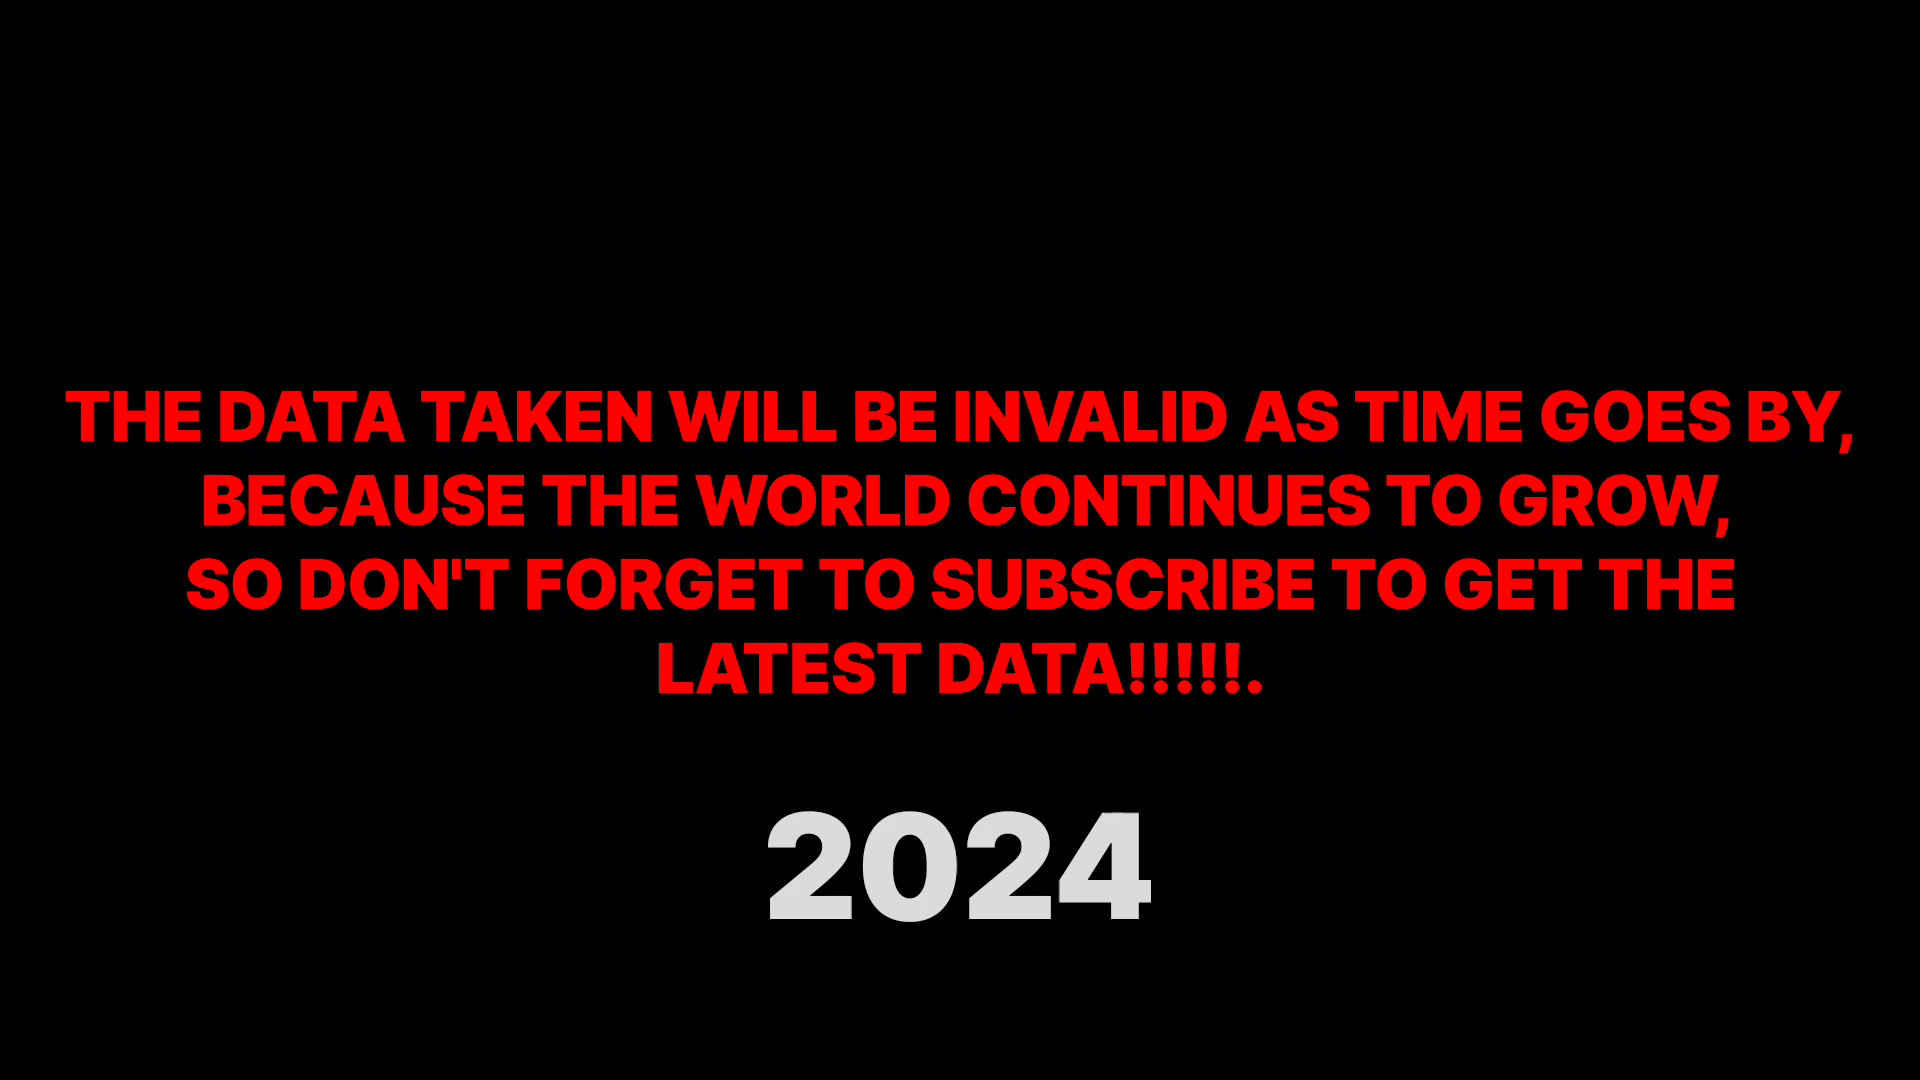 THE DATA TAKEN WILL BE INVALID AS TIME GOES BY,
BECAUSE THE WORLD CONTINUES TO GROW,
SO DON'T FORGET TO SUBSCRIBE TO GET THE
LATEST DATA!!!!!.
2024